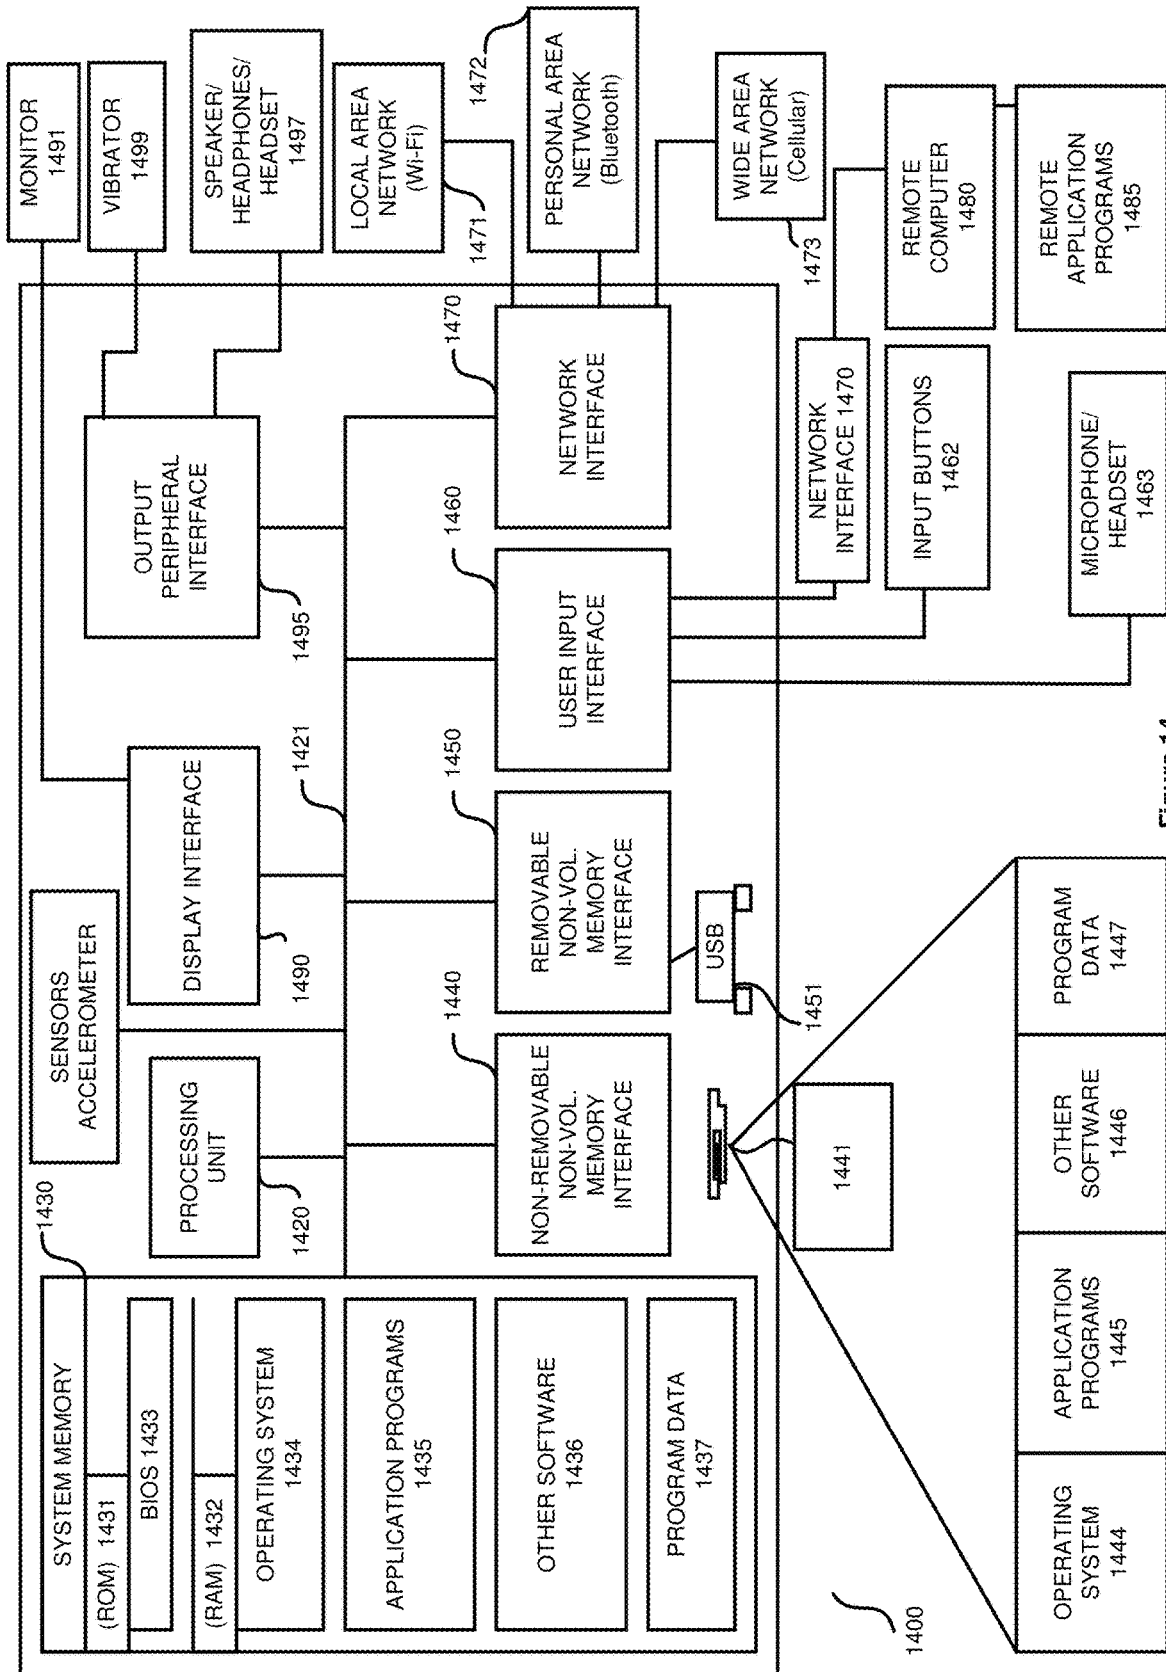 SYSTEM MEMORY
1430
(ROM) 1431
BIOS 1433
(RAM) 1432
OPERATING SYSTEM
1434
APPLICATION PROGRAMS
1435
OTHER SOFTWARE
1436
PROGRAM DATA
1437
PROCESSING
UNIT
1420
SENSORS
ACCELEROMETER
DISPLAY INTERFACE
1490
1421
OUTPUT
PERIPHERAL
INTERFACE
1495
MONITOR
1491
VIBRATOR
1499
SPEAKER/
HEADPHONES/
HEADSET
1497
LOCAL AREA
NETWORK
(Wi-Fi)
1471
1472
PERSONAL AREA
NETWORK
(Bluetooth)
WIDE AREA
NETWORK
(Cellular)
1473
NON-REMOVABLE
NON-VOL.
MEMORY
INTERFACE
1440
REMOVABLE
NON-VOL.
MEMORY
INTERFACE
1450
USER INPUT
INTERFACE
1460
NETWORK
INTERFACE
1470
USB
1451
1441
NETWORK
INTERFACE 1470
REMOTE
COMPUTER
1480
INPUT BUTTONS
1462
REMOTE
APPLICATION
PROGRAMS
1485
MICROPHONE/
HEADSET
1463
1400
OPERATING
SYSTEM
1444
APPLICATION
PROGRAMS
1445
OTHER
SOFTWARE
1446
PROGRAM
DATA
1447